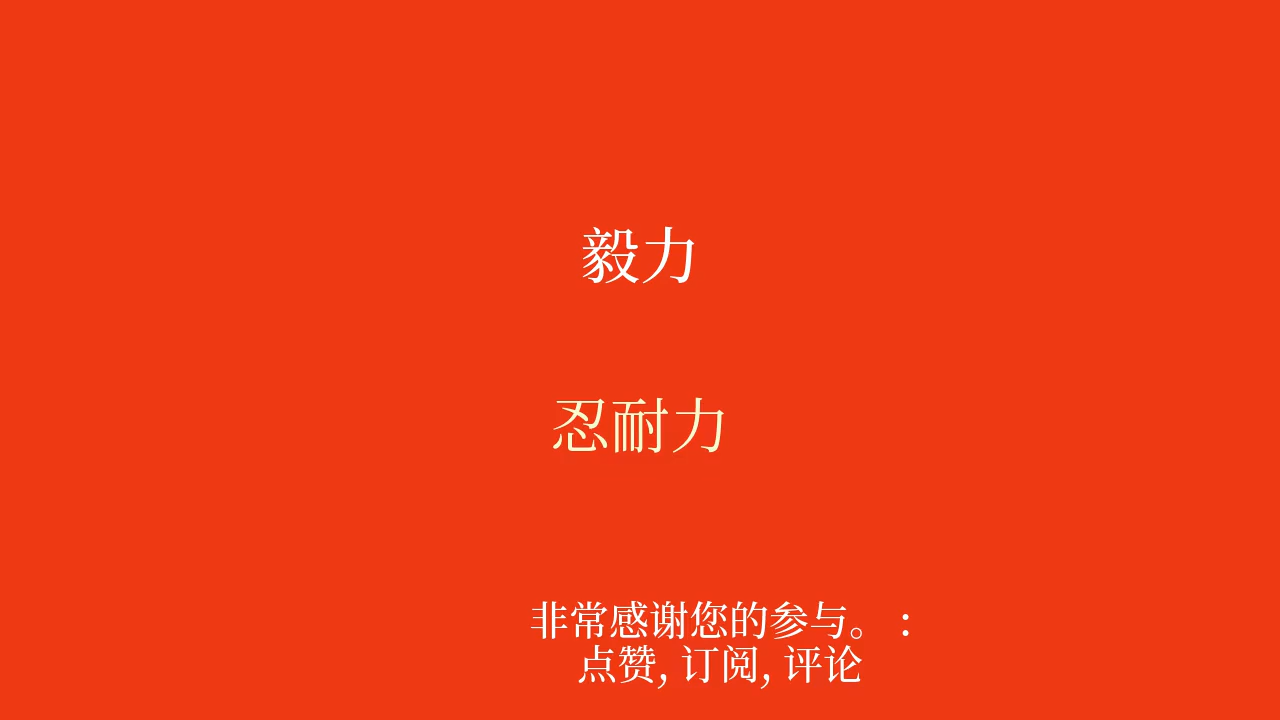 毅力
忍耐力
非常感谢您的参与。 :
点赞, 订阅, 评论